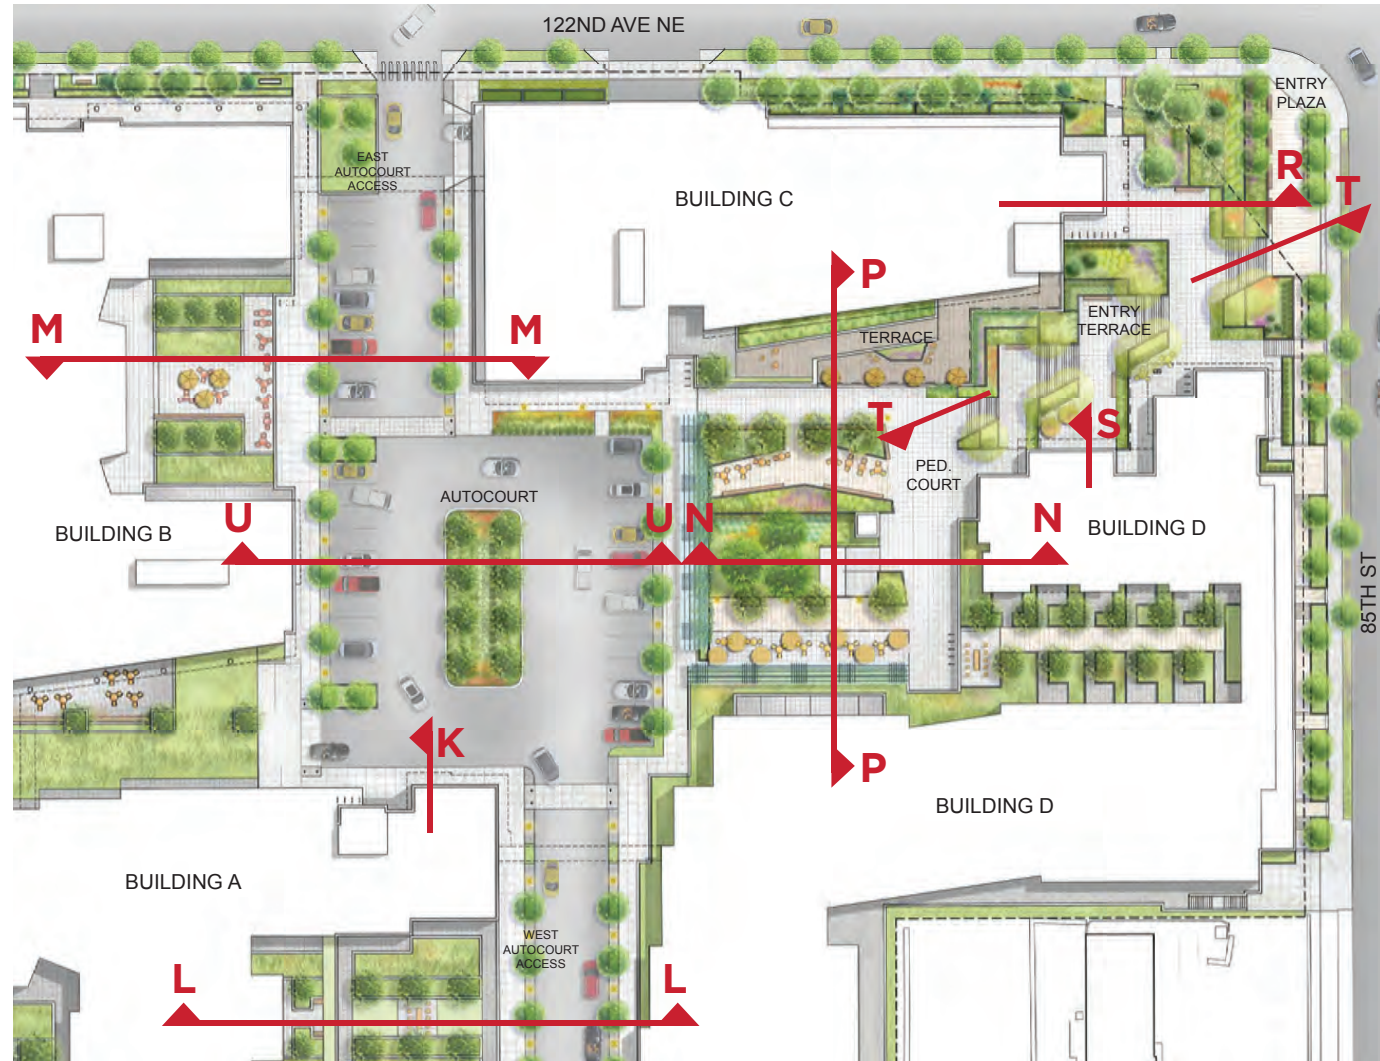 122ND AVE NE
ENTRY
PLAZA
EAST
AUTOCOURT
ACCESS
BUILDING C
R
T
P
M
M
ENTRY
TERRACE
TERRACE
T
S
PED.
COURT
AUTOCOURT
U
U
N
N
BUILDING B
BUILDING D
85TH ST
K
P
BUILDING D
BUILDING A
WEST
AUTOCOURT
ACCESS
L
L